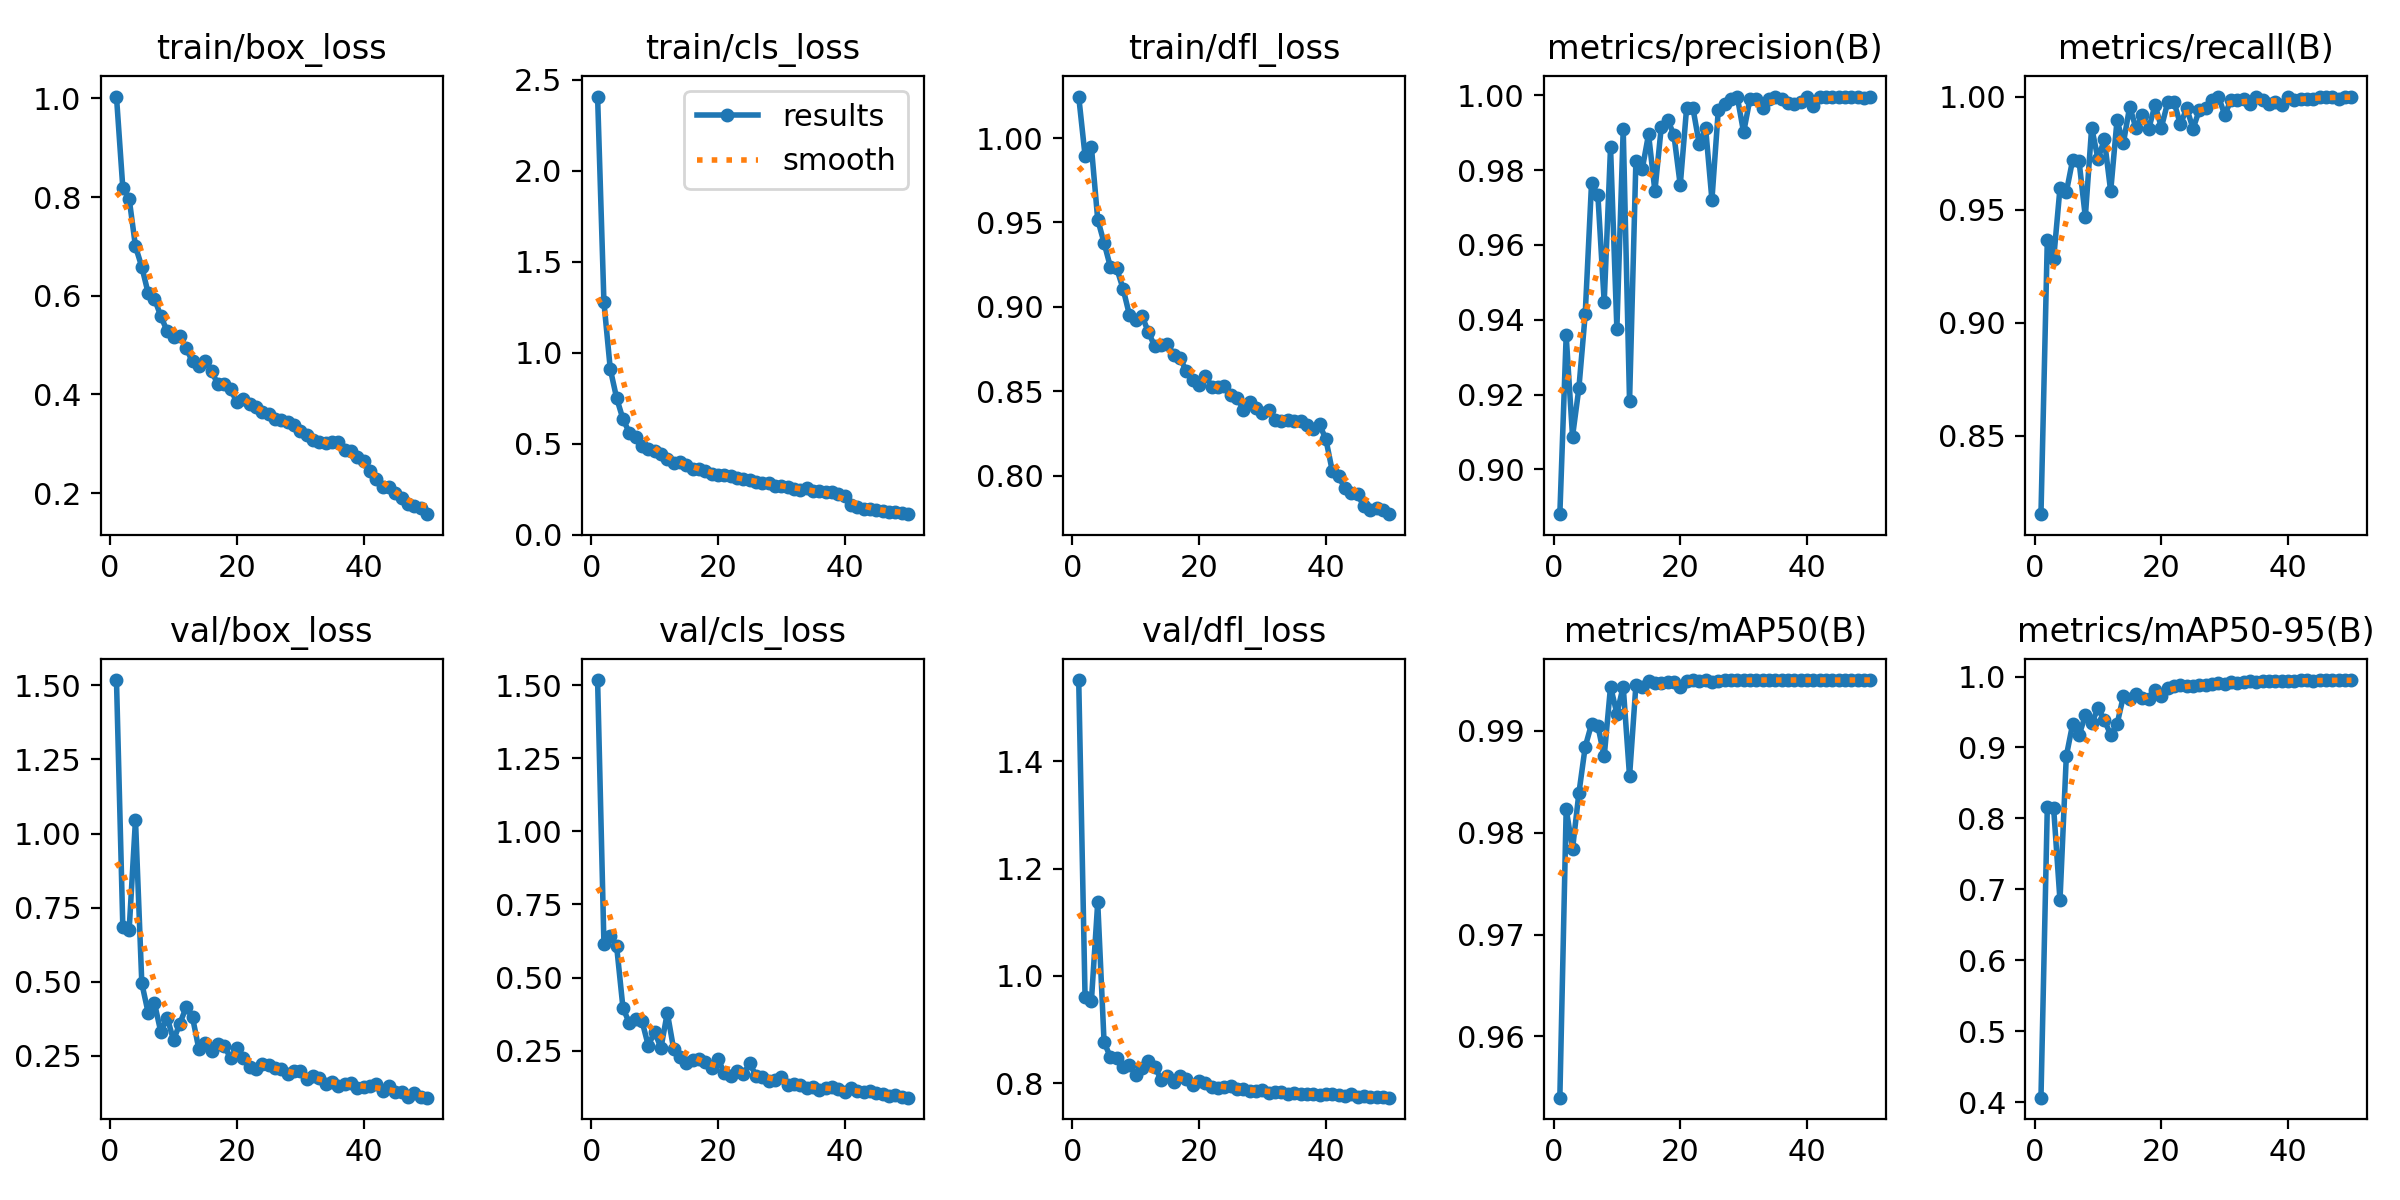 train/box_loss
1.0
0.8
0.6
0.4
0.2
0 20 40
train/cls_loss
2.5
2.0
1.5
1.0
0.5
0.0
results
smooth
0 20 40
train/dfl_loss
1.00
0.95
0.90
0.85
0.80
0 20 40
metrics/precision(B)
1.00
0.98
0.96
0.94
0.92
0.90
0 20 40
metrics/recall(B)
1.00
0.95
0.90
0.85
0 20 40
val/box_loss
1.50
1.25
1.00
0.75
0.50
0.25
0 20 40
val/cls_loss
1.50
1.25
1.00
0.75
0.50
0.25
0 20 40
val/dfl_loss
1.4
1.2
1.0
0.8
0 20 40
metrics/mAP50(B)
0.99
0.98
0.97
0.96
0 20 40
metrics/mAP50-95(B)
1.0
0.9
0.8
0.7
0.6
0.5
0.4
0 20 40